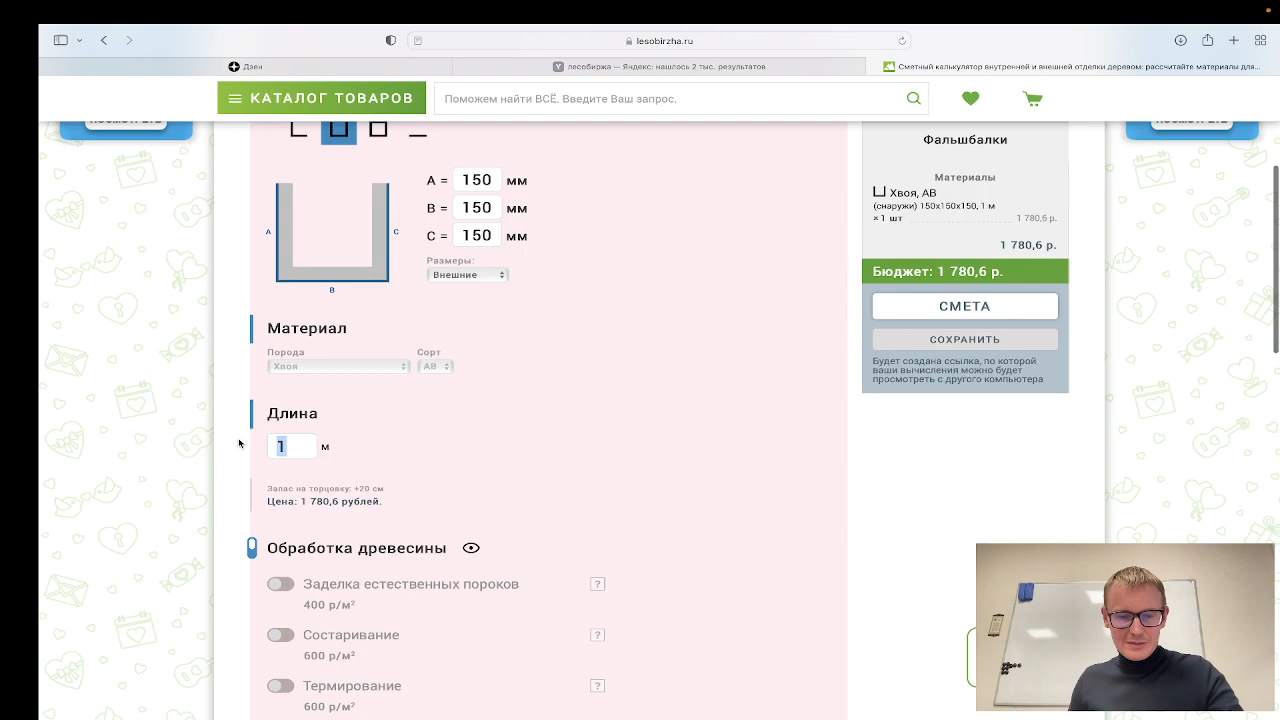 lesobirzha.ru
Дзен
лесобиржа — Яндекс: нашлось 2 тыс. результатов
Сметный калькулятор внутренней и внешней отделки деревом: рассчитайте материалы для...
КАТАЛОГ ТОВАРОВ
Поможем найти ВСЁ. Введите Ваш запрос.
A = 150 мм
B = 150 мм
C = 150 мм
A
C
B
Размеры:
Внешние
Материал
Порода
Сорт
Хвоя
АВ
Длина
1 м
Запас на торцовку: +20 см
Цена: 1 780,6 рублей.
Обработка древесины
Заделка естественных пороков ?
400 р/м²
Состаривание ?
600 р/м²
Термирование ?
600 р/м²
Фальшбалки
Материалы
Хвоя, АВ
(снаружи) 150х150х150, 1 м
× 1 шт 1 780,6 р.
1 780,6 р.
Бюджет: 1 780,6 р.
СМЕТА
СОХРАНИТЬ
Будет создана ссылка, по которой
ваши вычисления можно будет
просмотреть с другого компьютера